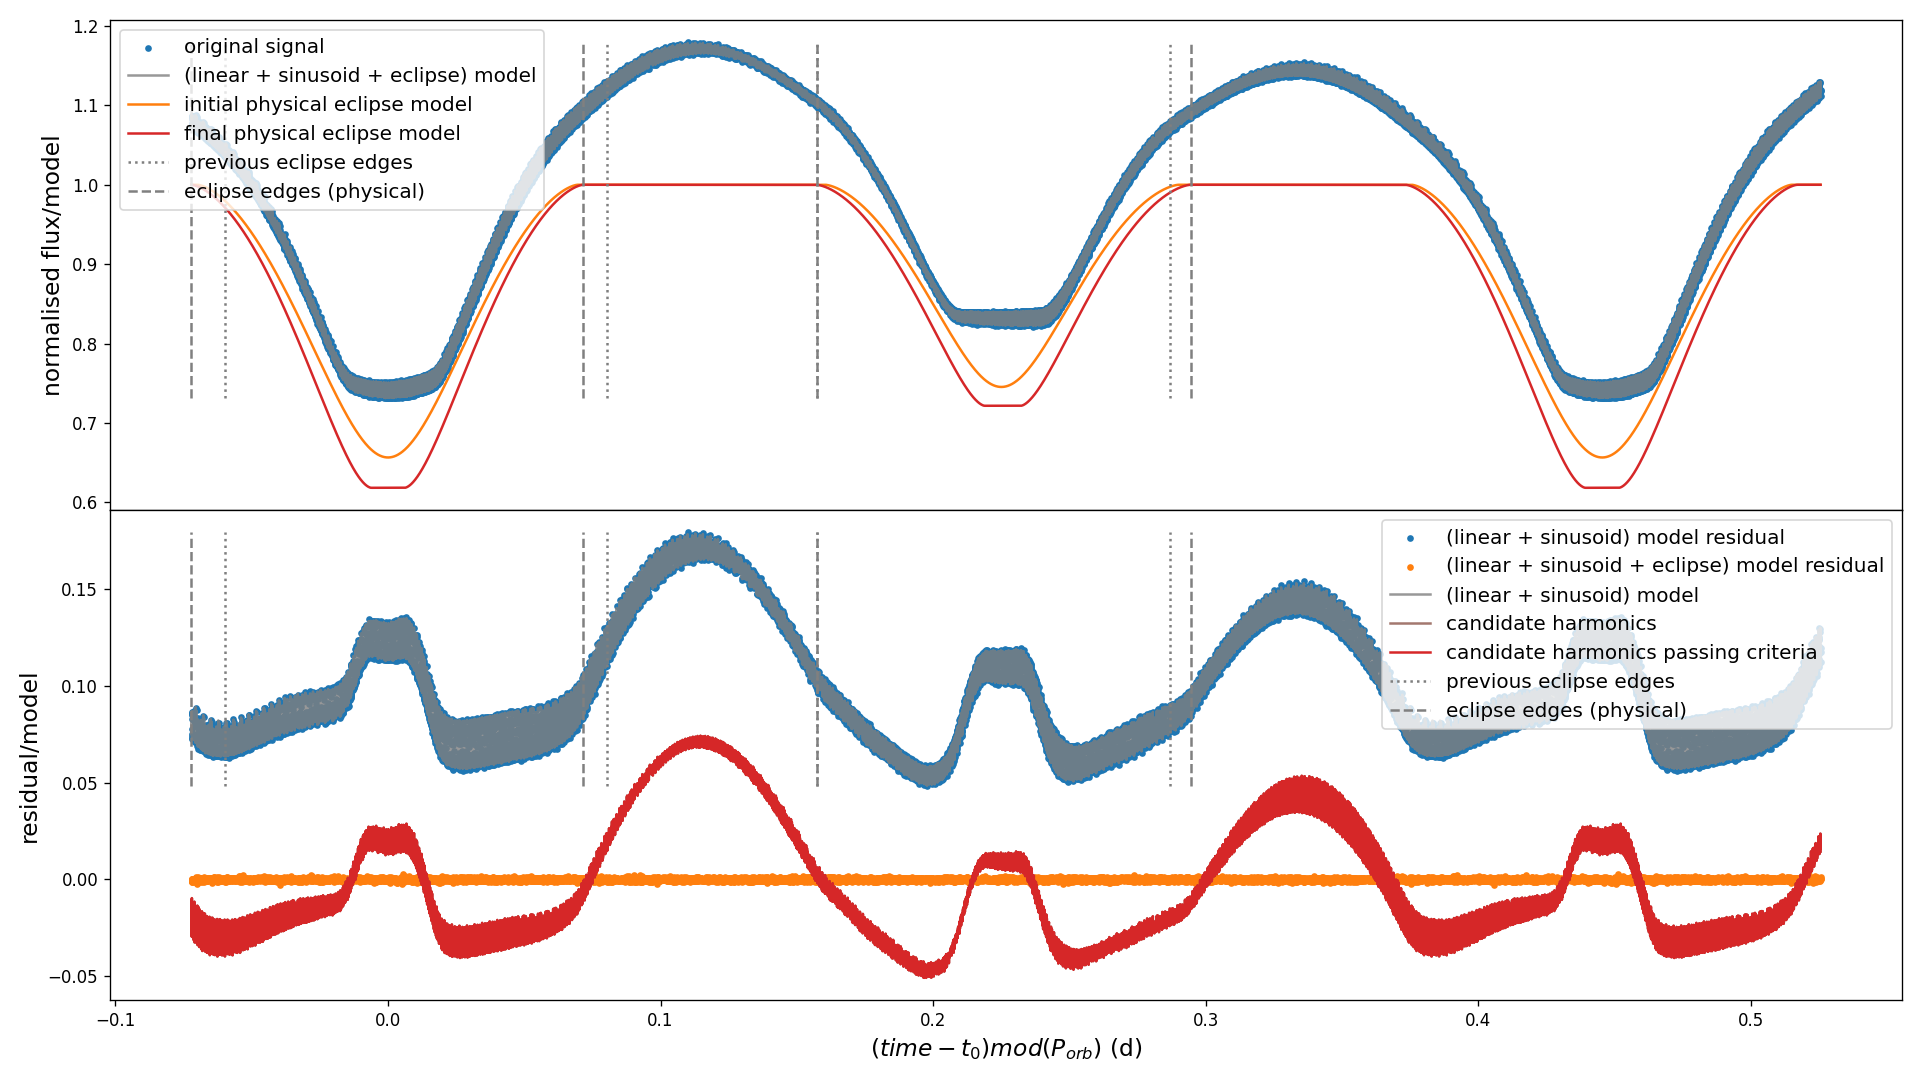 normalised flux/model
1.2
1.1
1.0
0.9
0.8
0.7
0.6
original signal
(linear + sinusoid + eclipse) model
initial physical eclipse model
final physical eclipse model
previous eclipse edges
eclipse edges (physical)
residual/model
0.15
0.10
0.05
0.00
−0.05
(linear + sinusoid) model residual
(linear + sinusoid + eclipse) model residual
(linear + sinusoid) model
candidate harmonics
candidate harmonics passing criteria
previous eclipse edges
eclipse edges (physical)
−0.1 0.0 0.1 0.2 0.3 0.4 0.5
(time − t₀)mod(P_orb) (d)